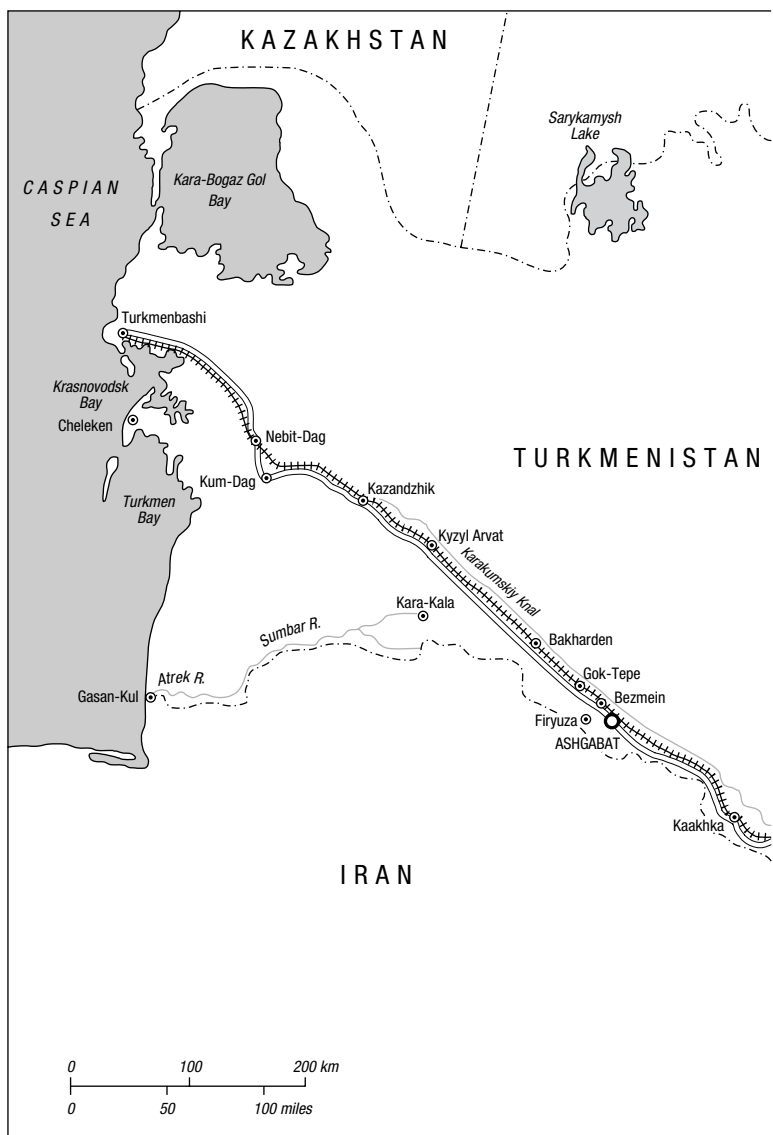 KAZAKHSTAN
Sarykamysh
Lake
Kara-Bogaz Gol
Bay
CASPIAN
SEA
Turkmenbashi
Krasnovodsk
Bay
Cheleken
Nebit-Dag
TURKMENISTAN
Kum-Dag
Kazandzhik
Turkmen
Bay
Kyzyl Arvat
Karakumskiy Knal
Kara-Kala
Sumbar R.
Bakharden
Atrek R.
Gok-Tepe
Gasan-Kul
Bezmein
Firyuza
ASHGABAT
Kaakhka
IRAN
0 100 200 km
0 50 100 miles